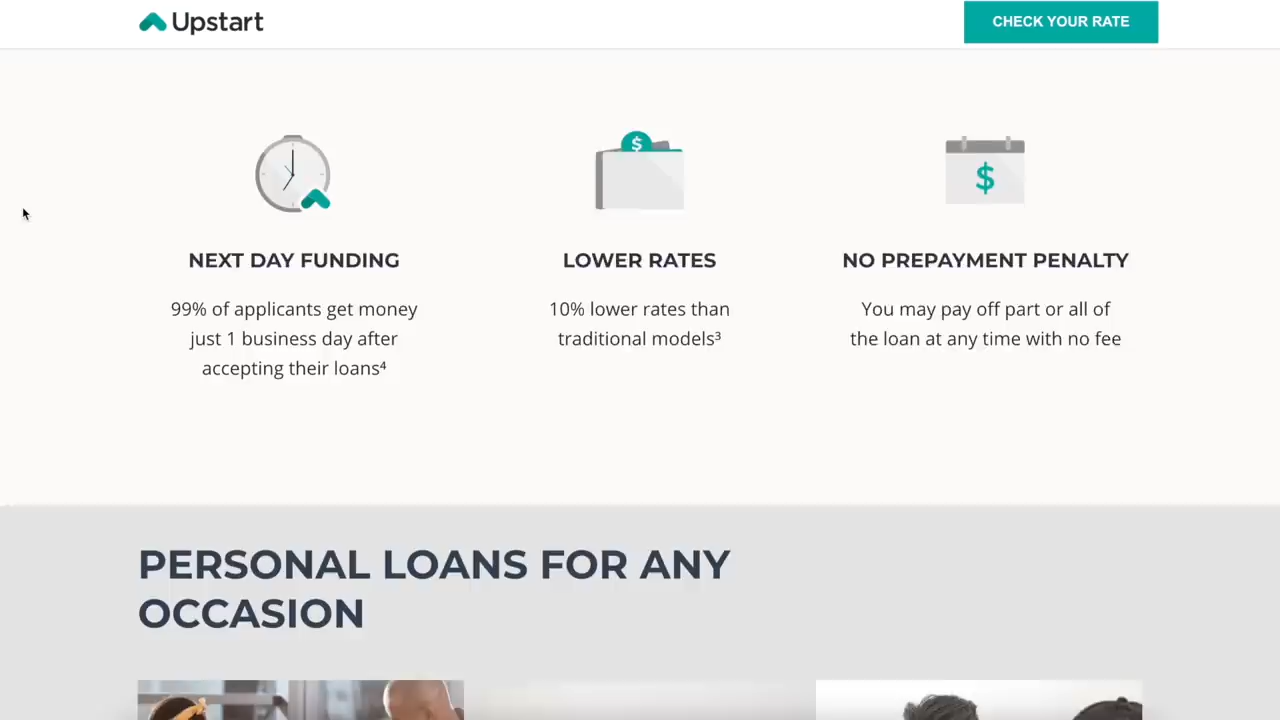 Upstart
CHECK YOUR RATE
$
$
NEXT DAY FUNDING
99% of applicants get money
just 1 business day after
accepting their loans⁴
LOWER RATES
10% lower rates than
traditional models³
NO PREPAYMENT PENALTY
You may pay off part or all of
the loan at any time with no fee
PERSONAL LOANS FOR ANY
OCCASION